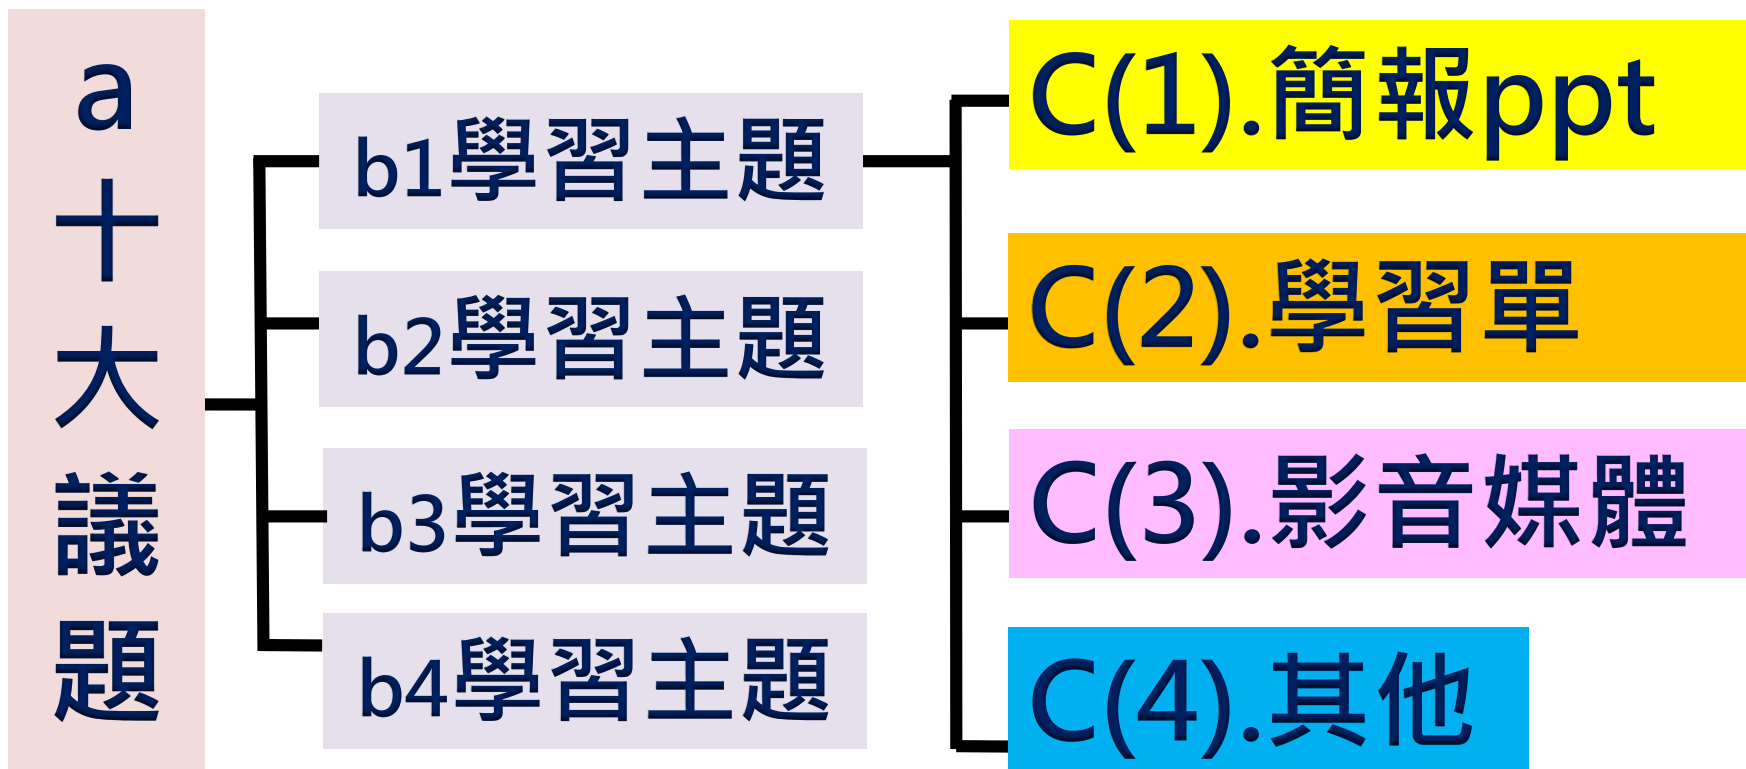 a十大議題
b1學習主題
b2學習主題
b3學習主題
b4學習主題
C(1).簡報ppt
C(2).學習單
C(3).影音媒體
C(4).其他